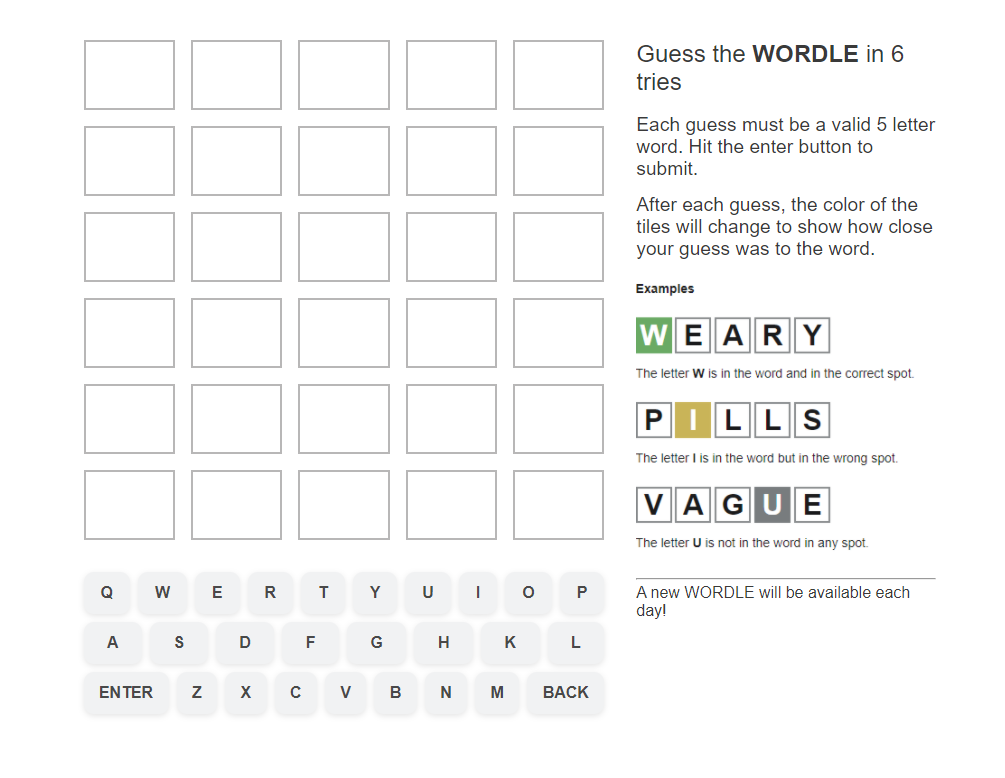 Guess the WORDLE in 6
tries
Each guess must be a valid 5 letter
word. Hit the enter button to
submit.
After each guess, the color of the
tiles will change to show how close
your guess was to the word.
Examples
W E A R Y
The letter W is in the word and in the correct spot.
P I L L S
The letter I is in the word but in the wrong spot.
V A G U E
The letter U is not in the word in any spot.
A new WORDLE will be available each
day!
Q W E R T Y U I O P
A S D F G H K L
ENTER Z X C V B N M BACK